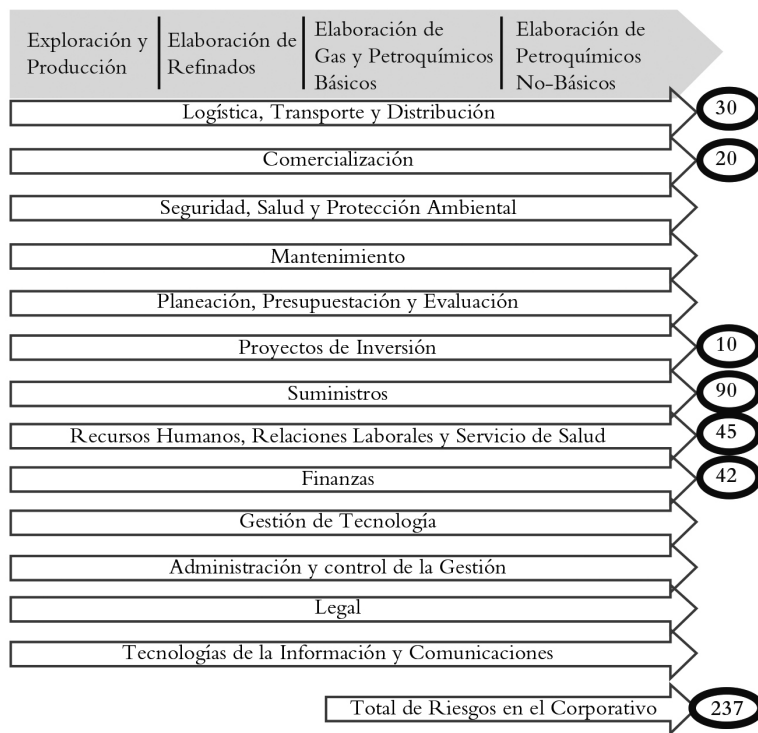 Exploración y
Producción
Elaboración de
Refinados
Elaboración de
Gas y Petroquímicos
Básicos
Elaboración de
Petroquímicos
No-Básicos
Logística, Transporte y Distribución 30
Comercialización 20
Seguridad, Salud y Protección Ambiental
Mantenimiento
Planeación, Presupuestación y Evaluación
Proyectos de Inversión 10
Suministros 90
Recursos Humanos, Relaciones Laborales y Servicio de Salud 45
Finanzas 42
Gestión de Tecnología
Administración y control de la Gestión
Legal
Tecnologías de la Información y Comunicaciones
Total de Riesgos en el Corporativo 237